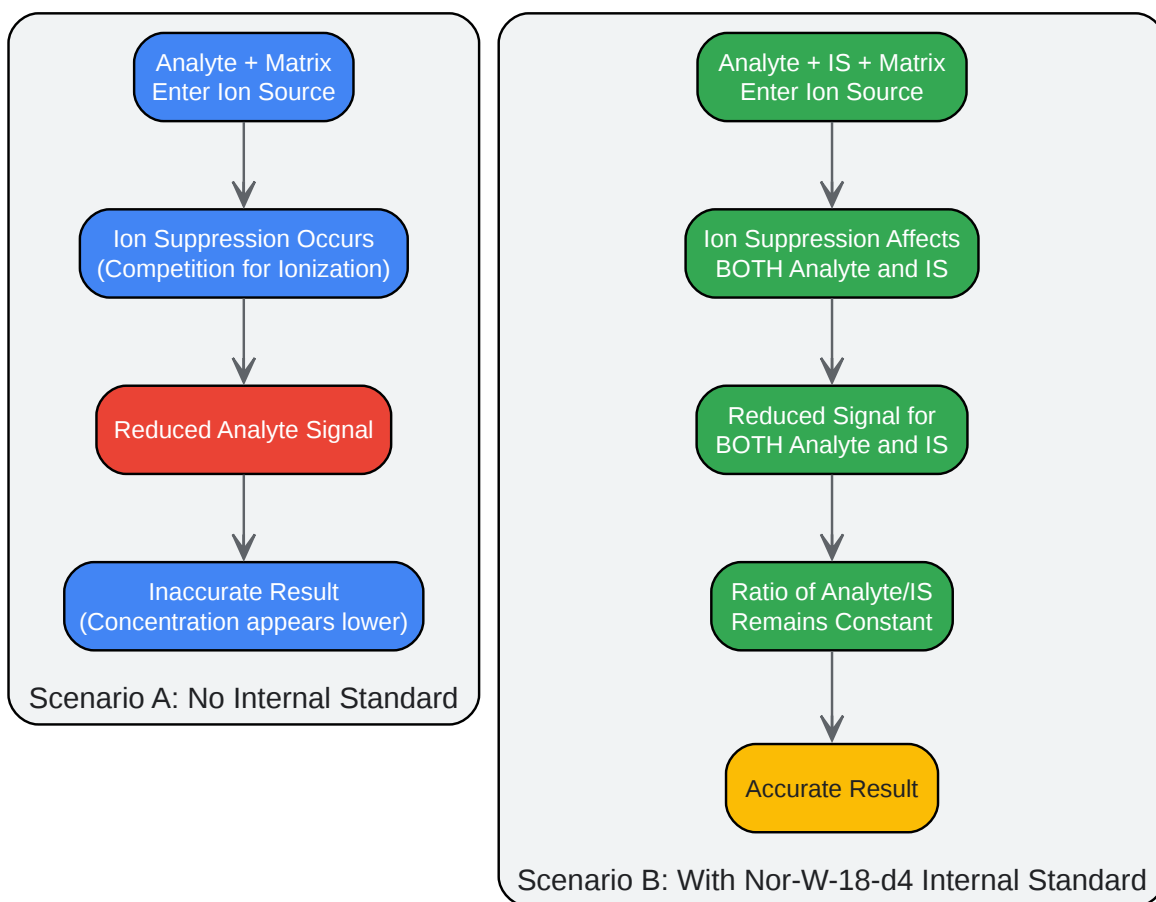 Analyte + Matrix
Enter Ion Source
Ion Suppression Occurs
(Competition for Ionization)
Reduced Analyte Signal
Inaccurate Result
(Concentration appears lower)
Scenario A: No Internal Standard
Analyte + IS + Matrix
Enter Ion Source
Ion Suppression Affects
BOTH Analyte and IS
Reduced Signal for
BOTH Analyte and IS
Ratio of Analyte/IS
Remains Constant
Accurate Result
Scenario B: With Nor-W-18-d4 Internal Standard